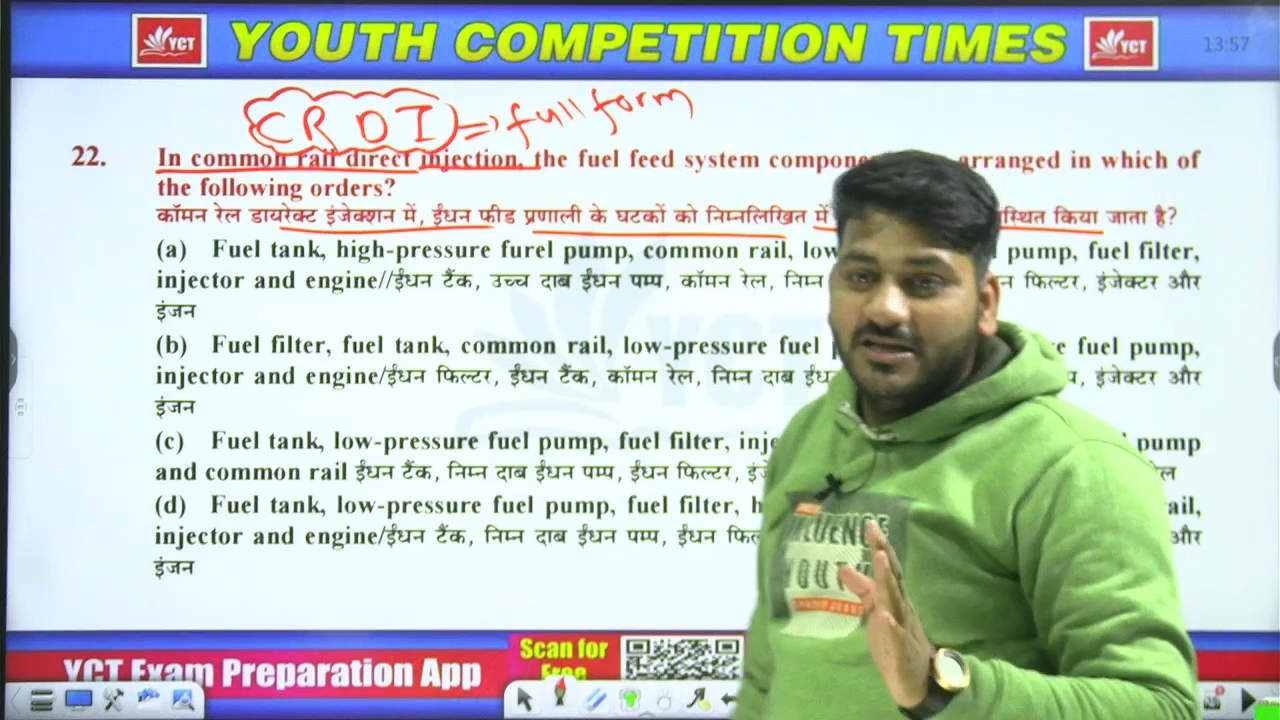 YCT
YOUTH COMPETITION TIMES
YCT
13:57
CRDI => full form
22. In common rail direct injection, the fuel feed system arranged in which of
the following orders?
कॉमन रेल डायरेक्ट इंजेक्शन में, ईंधन फीड प्रणाली के घटकों को निम्नलिखित में किया जाता है?
(a) Fuel tank, high-pressure furel pump, common rail, pump, fuel filter,
injector and engine//ईंधन टैंक, उच्च दाब ईंधन पम्प, कॉमन रेल, निम्न फिल्टर, इंजेक्टर और
इंजन
(b) Fuel filter, fuel tank, common rail, low-pressure fuel fuel pump,
injector and engine/ईंधन फिल्टर, ईंधन टैंक, कॉमन रेल, निम्न दाब इंजेक्टर और
इंजन
(c) Fuel tank, low-pressure fuel pump, fuel filter, pump
and common rail ईंधन टैंक, निम्न दाब ईंधन पम्प, ईंधन फिल्टर,
(d) Fuel tank, low-pressure fuel pump, fuel filter,
injector and engine/ईंधन टैंक, निम्न दाब ईंधन पम्प, ईंधन और
इंजन
YCT
YCT Exam Preparation App
Scan for
Free